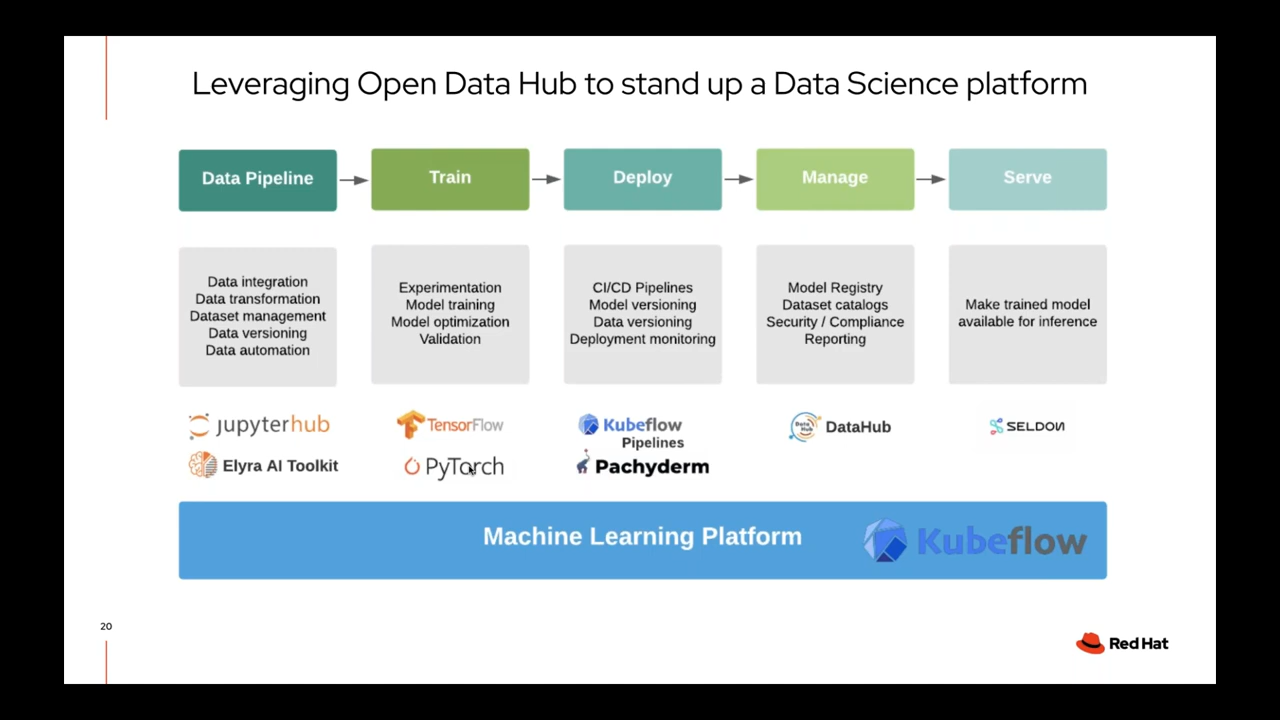 Leveraging Open Data Hub to stand up a Data Science platform
Data Pipeline
Train
Deploy
Manage
Serve
Data integration
Data transformation
Dataset management
Data versioning
Data automation
Experimentation
Model training
Model optimization
Validation
CI/CD Pipelines
Model versioning
Data versioning
Deployment monitoring
Model Registry
Dataset catalogs
Security / Compliance
Reporting
Make trained model
available for inference
jupyterhub
Elyra AI Toolkit
TensorFlow
PyTorch
Kubeflow
Pipelines
Pachyderm
Data
Hub
DataHub
SELDON
Machine Learning Platform
Kubeflow
20
Red Hat